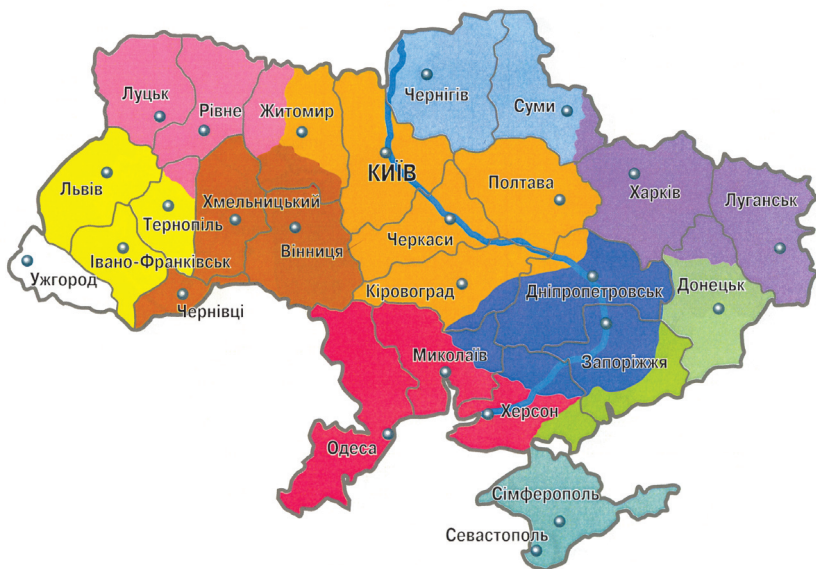 Чернігів
Луцьк
Рівне
Житомир
Суми
КИЇВ
Львів
Полтава
Харків
Луганськ
Хмельницький
Тернопіль
Черкаси
Вінниця
Івано-Франківськ
Ужгород
Кіровоград
Дніпропетровськ
Донецьк
Чернівці
Миколаїв
Запоріжжя
Херсон
Одеса
Сімферополь
Севастополь